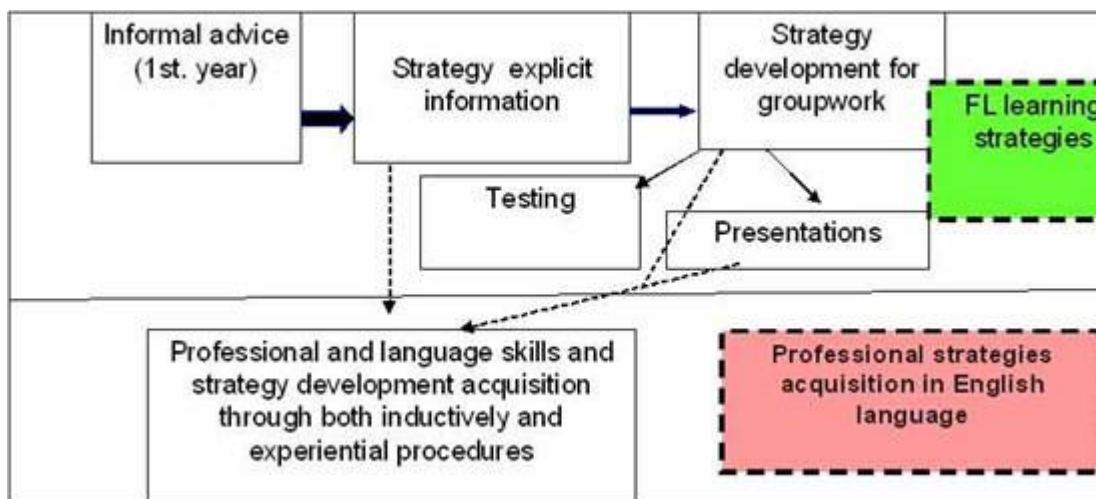 Informal advice
(1st. year)
Strategy explicit
information
Strategy
development for
groupwork
FL learning
strategies
Testing
Presentations
Professional and language skills and
strategy development acquisition
through both inductively and
experiential procedures
Professional strategies
acquisition in English
language